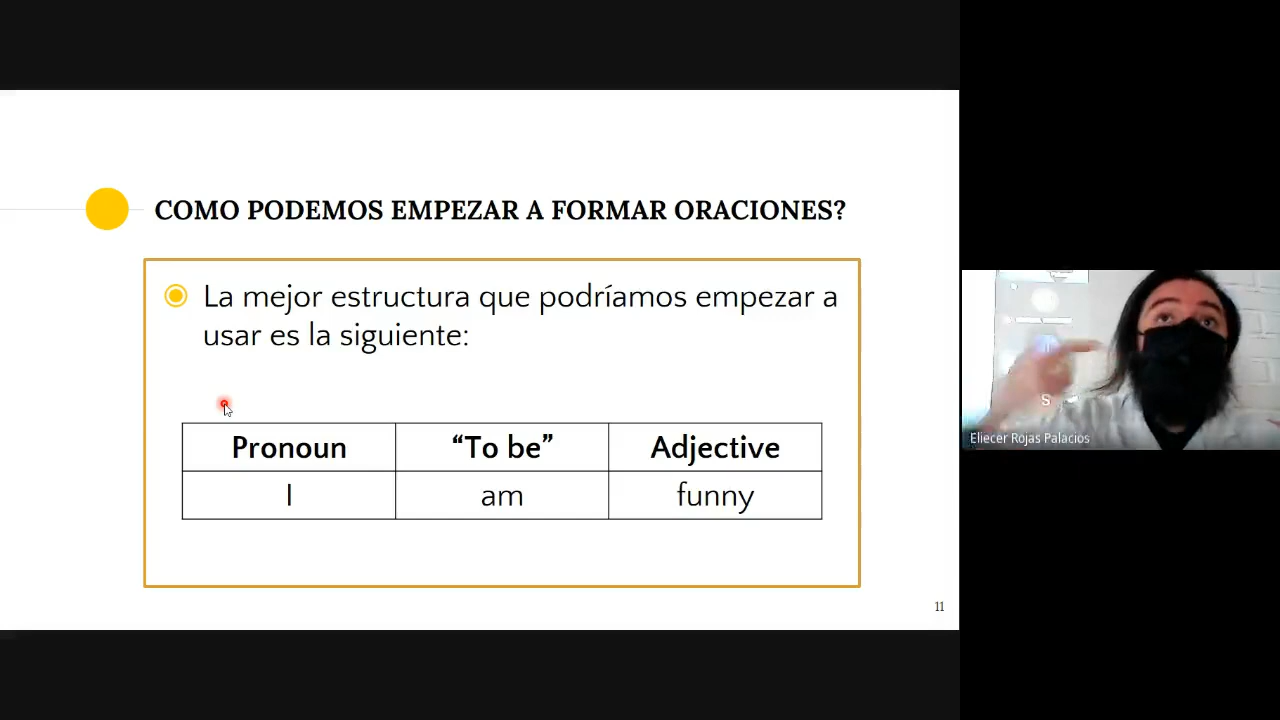 COMO PODEMOS EMPEZAR A FORMAR ORACIONES?
La mejor estructura que podríamos empezar a
usar es la siguiente:
Pronoun “To be” Adjective
I am funny
11
S
Eliecer Rojas Palacios